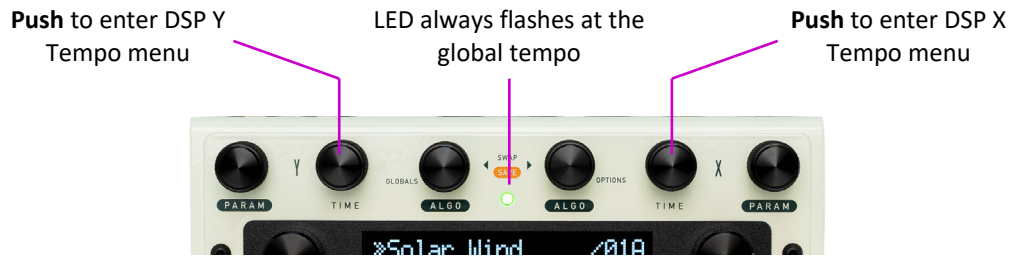 Push to enter DSP Y
Tempo menu
LED always flashes at the
global tempo
Push to enter DSP X
Tempo menu
SWAP
SAVE
Y
X
GLOBALS
OPTIONS
PARAM
TIME
ALGO
ALGO
TIME
PARAM
»Solar Wind /01A